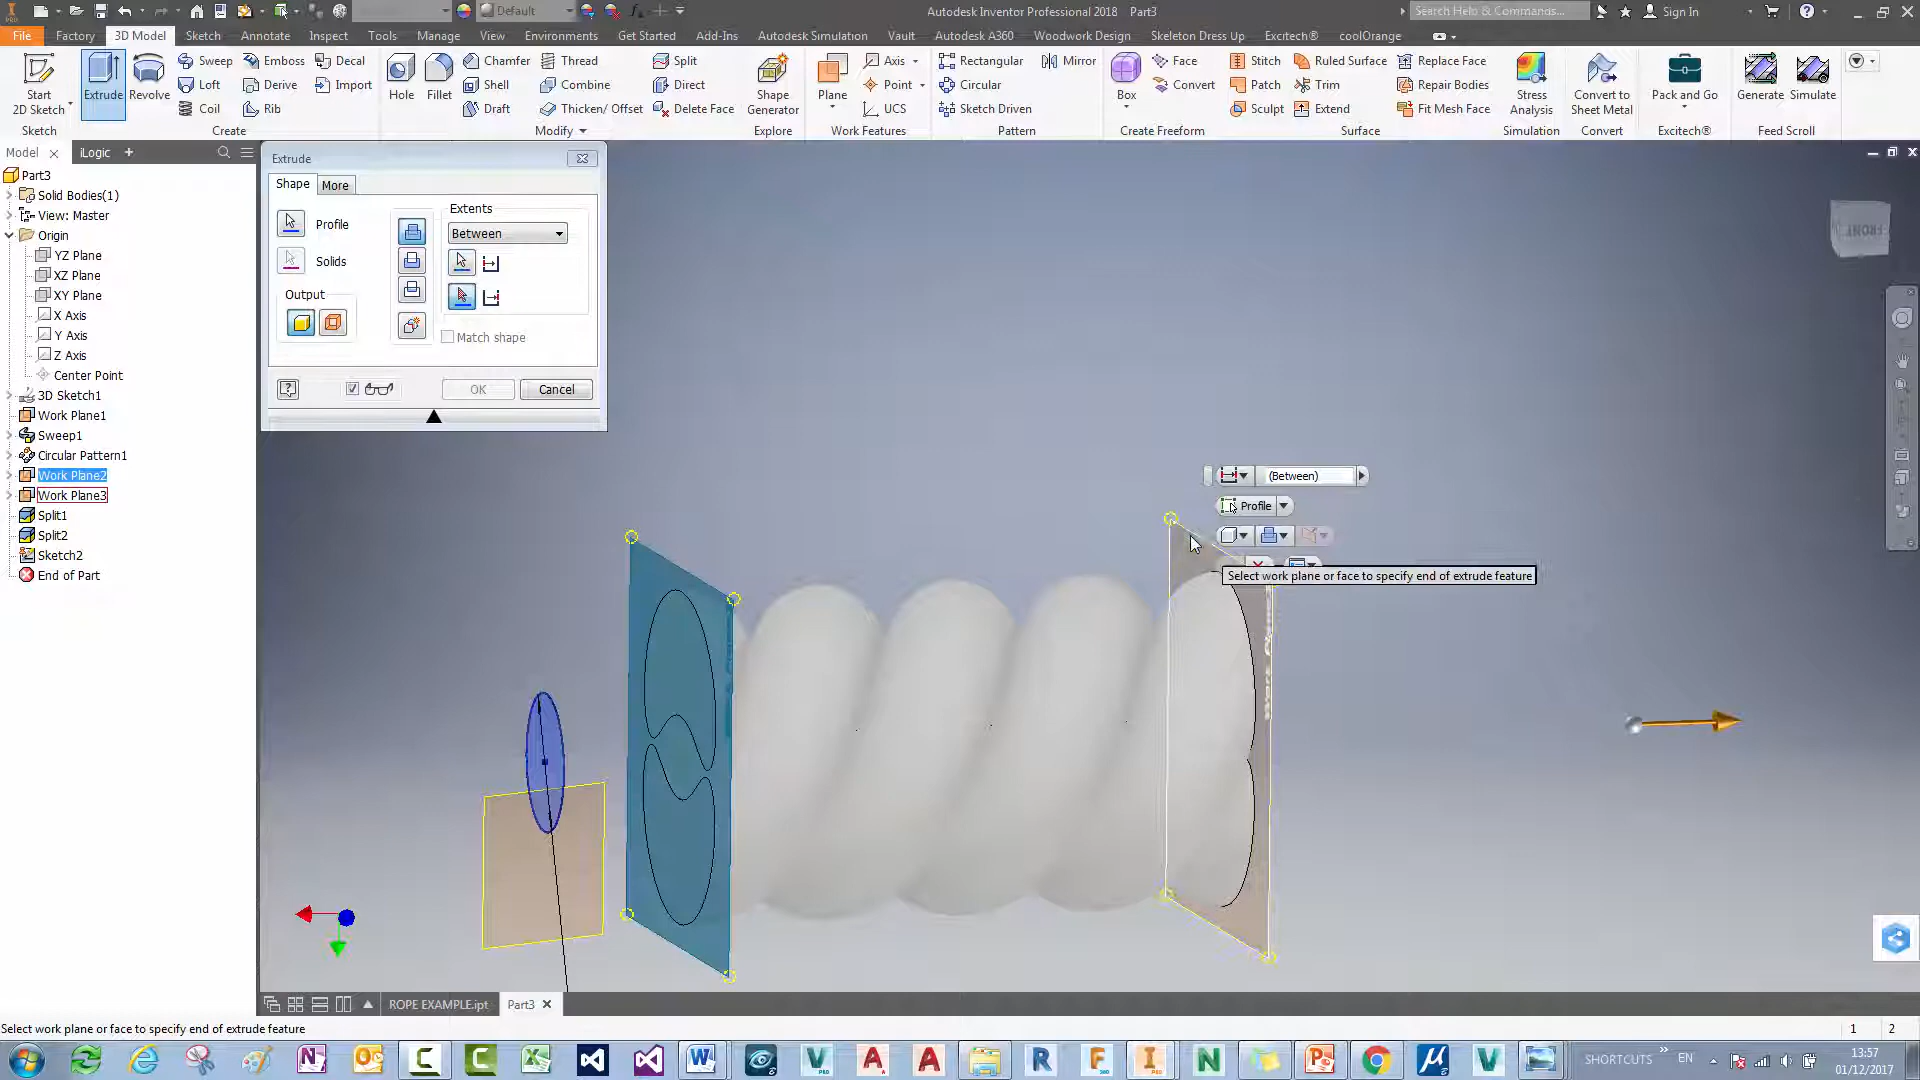 Default
Autodesk Inventor Professional 2018 Part3
Search Help & Commands...
Sign In
File Factory 3D Model Sketch Annotate Inspect Tools Manage View Environments Get Started Add-Ins Autodesk Simulation Vault Autodesk A360 Woodwork Design Skeleton Dress Up Excitech® coolOrange
Start
2D Sketch
Extrude
Revolve
Sweep
Loft
Coil
Emboss
Derive
Rib
Decal
Import
Hole
Fillet
Chamfer
Shell
Draft
Thread
Combine
Thicken/ Offset
Split
Direct
Delete Face
Shape
Generator
Plane
Axis
Point
UCS
Rectangular
Circular
Sketch Driven
Mirror
Box
Face
Convert
Stitch
Patch
Sculpt
Ruled Surface
Trim
Extend
Replace Face
Repair Bodies
Fit Mesh Face
Stress
Analysis
Convert to
Sheet Metal
Pack and Go
Generate
Simulate
Sketch Create Modify Explore Work Features Pattern Create Freeform Surface Simulation Convert Excitech® Feed Scroll
Model iLogic +
Part3
Solid Bodies(1)
View: Master
Origin
YZ Plane
XZ Plane
XY Plane
X Axis
Y Axis
Z Axis
Center Point
3D Sketch1
Work Plane1
Sweep1
Circular Pattern1
Work Plane2
Work Plane3
Split1
Split2
Sketch2
End of Part
Extrude
Shape More
Profile
Solids
Output
Extents
Between
Match shape
OK Cancel
FRONT
(Between)
Profile
Select work plane or face to specify end of extrude feature
ROPE EXAMPLE.ipt Part3
Select work plane or face to specify end of extrude feature
1 2
SHORTCUTS
EN
13:57
01/12/2017